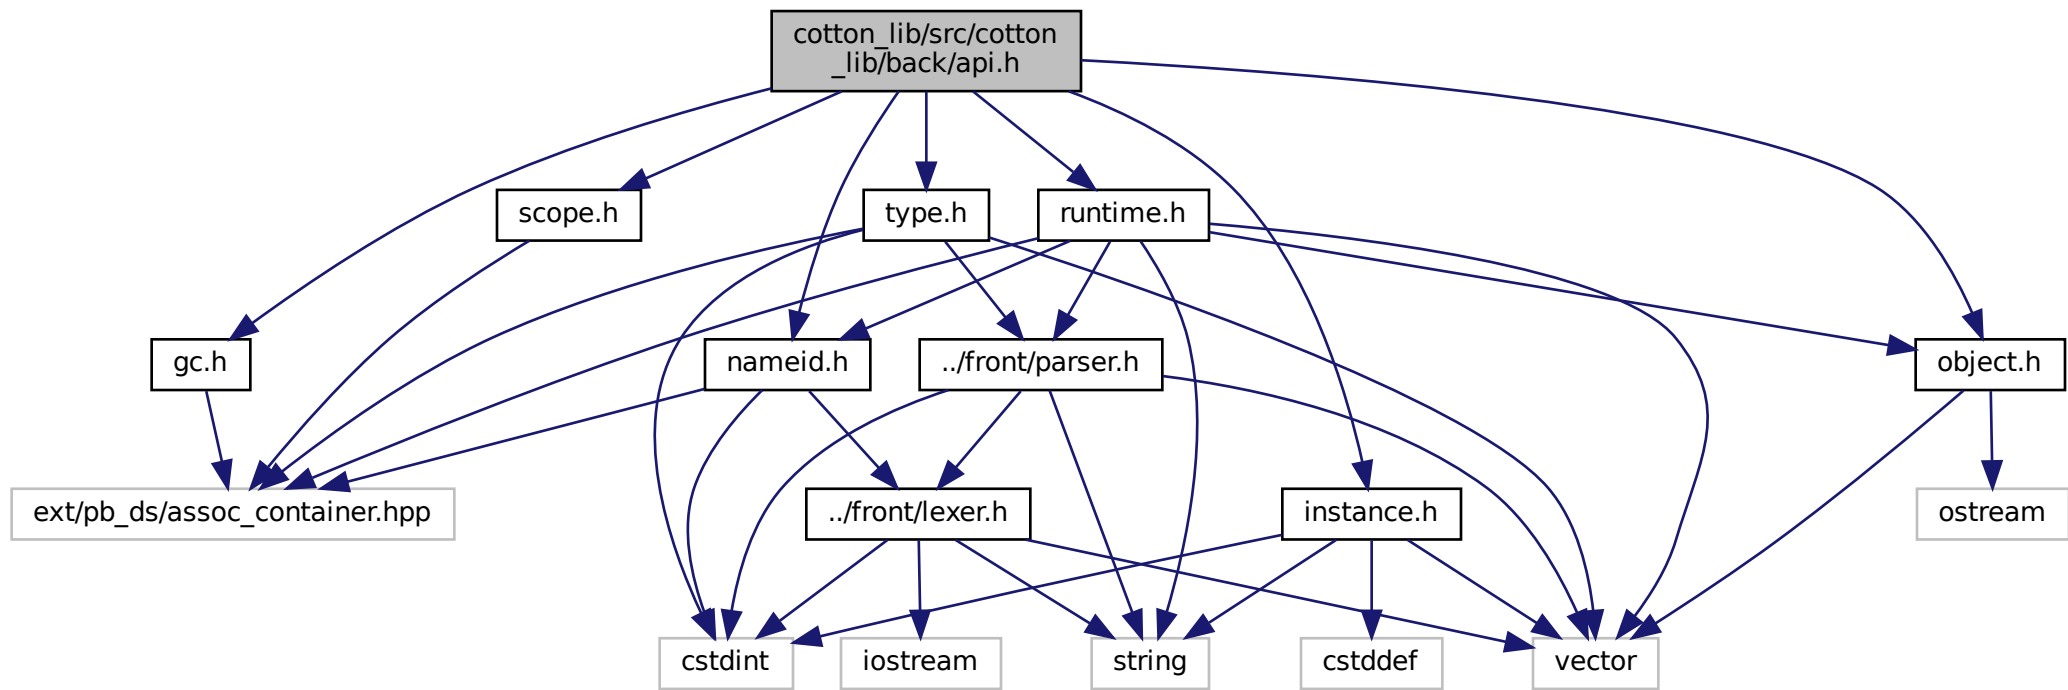 cotton_lib/src/cotton
_lib/back/api.h
scope.h
type.h
runtime.h
gc.h
nameid.h
../front/parser.h
object.h
ext/pb_ds/assoc_container.hpp
../front/lexer.h
instance.h
ostream
cstdint
iostream
string
cstddef
vector